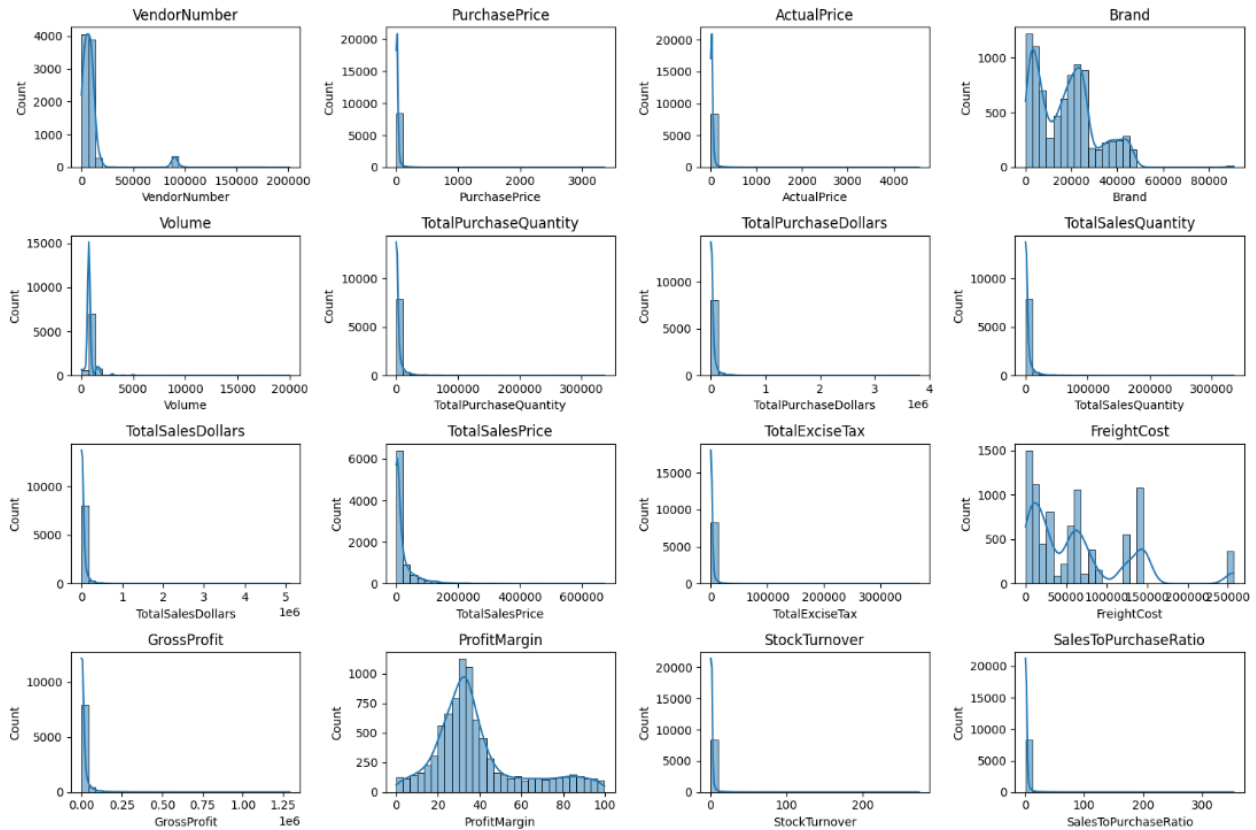 VendorNumber PurchasePrice ActualPrice Brand
Count 4000 3000 2000 1000 0 Count 20000 15000 10000 5000 0 Count 20000 15000 10000 5000 0 Count 1000 500 0
0 50000 100000 150000 200000 0 1000 2000 3000 0 1000 2000 3000 4000 0 20000 40000 60000 80000
VendorNumber PurchasePrice ActualPrice Brand
Volume TotalPurchaseQuantity TotalPurchaseDollars TotalSalesQuantity
Count 15000 10000 5000 0 Count 10000 5000 0 Count 10000 5000 0 Count 10000 5000 0
0 5000 10000 15000 20000 0 100000 200000 300000 0 1 2 3 4 0 100000 200000 300000
Volume TotalPurchaseQuantity TotalPurchaseDollars 1e6 TotalSalesQuantity
TotalSalesDollars TotalSalesPrice TotalExciseTax FreightCost
Count 10000 5000 0 Count 6000 4000 2000 0 Count 15000 10000 5000 0 Count 1500 1000 500 0
0 1 2 3 4 5 0 200000 400000 600000 0 100000 200000 300000 0 50000 100000 150000 200000 250000
TotalSalesDollars 1e6 TotalSalesPrice TotalExciseTax FreightCost
GrossProfit ProfitMargin StockTurnover SalesToPurchaseRatio
Count 10000 5000 0 Count 1000 750 500 250 0 Count 20000 15000 10000 5000 0 Count 20000 15000 10000 5000 0
0.00 0.25 0.50 0.75 1.00 1.25 0 20 40 60 80 100 0 100 200 0 100 200 300
GrossProfit 1e6 ProfitMargin StockTurnover SalesToPurchaseRatio